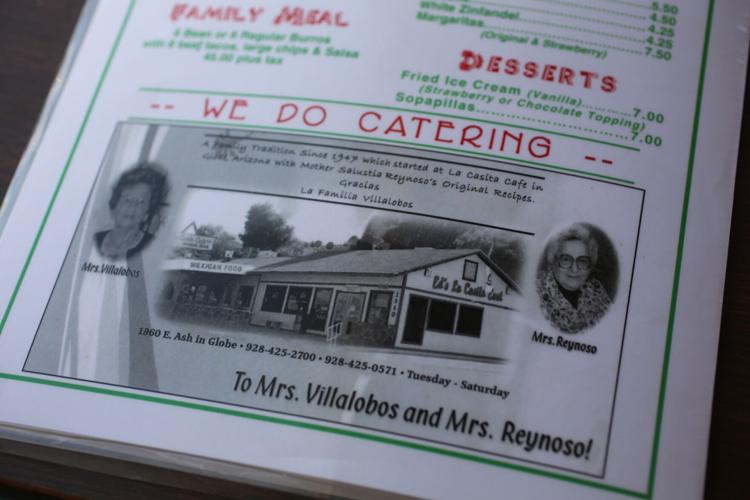 FAMILY MEAL
6 Bean or 6 Regular Burros
with 6 beef tacos, large chips & Salsa
45.00 plus tax
5.50
White Zinfandel
4.50
4.25
Margaritas
4.25
(Original & Strawberry)
7.50
DESSERTS
Fried Ice Cream (Vanilla)..........7.00
(Strawberry or Chocolate Topping)
Sopapillas..........7.00
-- WE DO CATERING --
A Family Tradition Since 1947 which started at La Casita Cafe in
Globe, Arizona with Mother Salustia Reynoso's Original Recipes.
Gracias
La Familia Villalobos
Mrs. Villalobos
MEXICAN FOOD
Ed's La Casita East
1960
Mrs. Reynoso
1960 E. Ash in Globe • 928-425-2700 • 928-425-0571 • Tuesday - Saturday
To Mrs. Villalobos and Mrs. Reynoso!